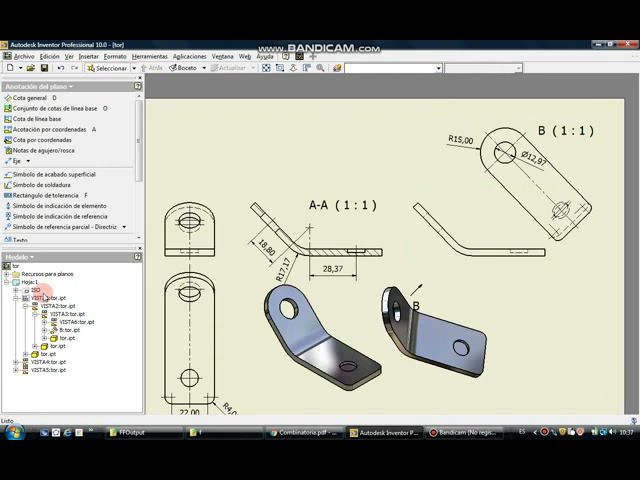 www.BANDICAM.com
Autodesk Inventor Professional 10.0 - [tor]
Archivo Edición Ver Insertar Formato Herramientas Aplicaciones Ventana Web Ayuda
Seleccionar Atrás Boceto Actualizar
Anotación del plano
Cota general D
Conjunto de cotas de línea base O
Cota de línea base
Acotación por coordenadas A
Cota por coordenadas
Notas de agujero/rosca
Eje
Símbolo de acabado superficial
Símbolo de soldadura
Rectángulo de tolerancia F
Símbolo de indicación de elemento
Símbolo de indicación de referencia
Símbolo de referencia parcial - Directriz
Texto
Modelo
tor
Recursos para planos
Hoja:1
ISO
tor.ipt
VISTA2:tor.ipt
VISTA3:tor.ipt
VISTA6:tor.ipt
B:tor.ipt
tor.ipt
tor.ipt
VISTA4:tor.ipt
VISTA5:tor.ipt
Listo
B ( 1 : 1 )
R15,00
Ø12,97
A-A ( 1 : 1 )
18,80
R17,17
28,37
B
22,00
R4,
FFOutput
f
Combinatoria.pdf - ...
Autodesk Inventor P...
Bandicam (No regis...
ES
10:37